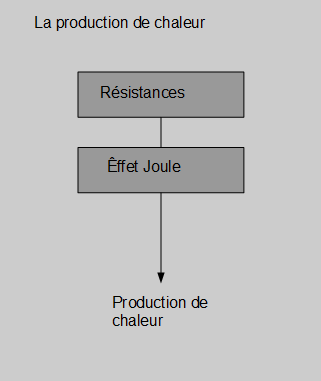 La production de chaleur
Résistances
Êffet Joule
Production de
chaleur